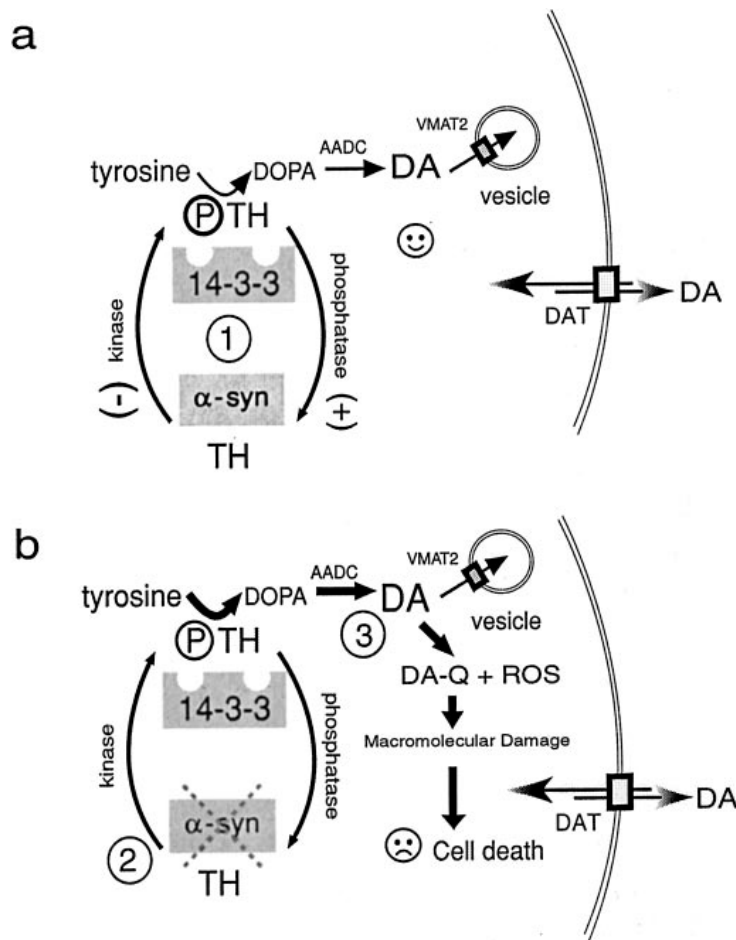 a
VMAT2
AADC
tyrosine
DOPA
DA
vesicle
P TH
14-3-3
kinase
phosphatase
1
DAT
DA
(-)
α-syn
(+)
TH
b
VMAT2
AADC
tyrosine
DOPA
DA
vesicle
3
P TH
DA-Q + ROS
14-3-3
kinase
phosphatase
Macromolecular Damage
DAT
DA
α-syn
Cell death
2
TH